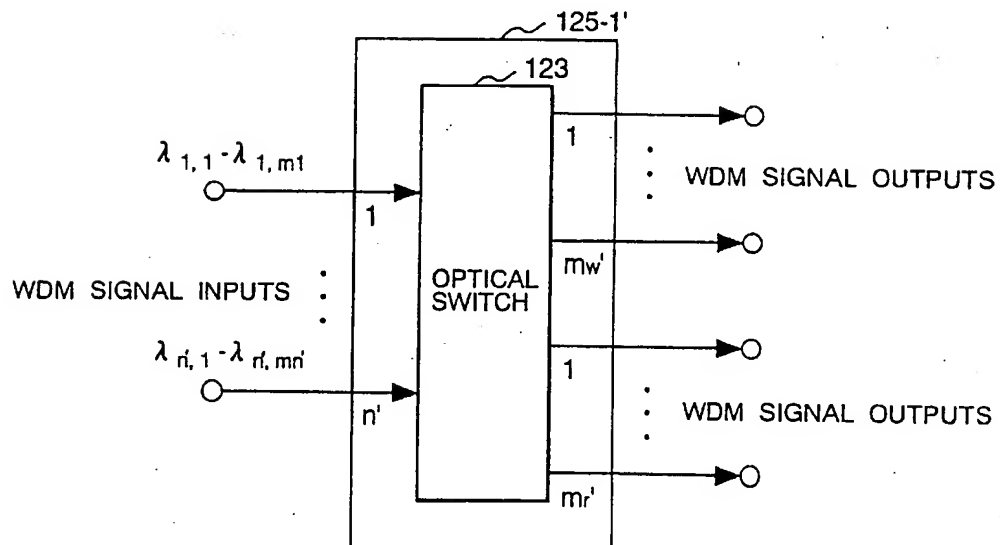 125-1'
123
λ 1, 1 - λ 1, m1
1
1
WDM SIGNAL OUTPUTS
mw'
WDM SIGNAL INPUTS
OPTICAL
SWITCH
λ n', 1 - λ n', mn'
n'
1
WDM SIGNAL OUTPUTS
mr'